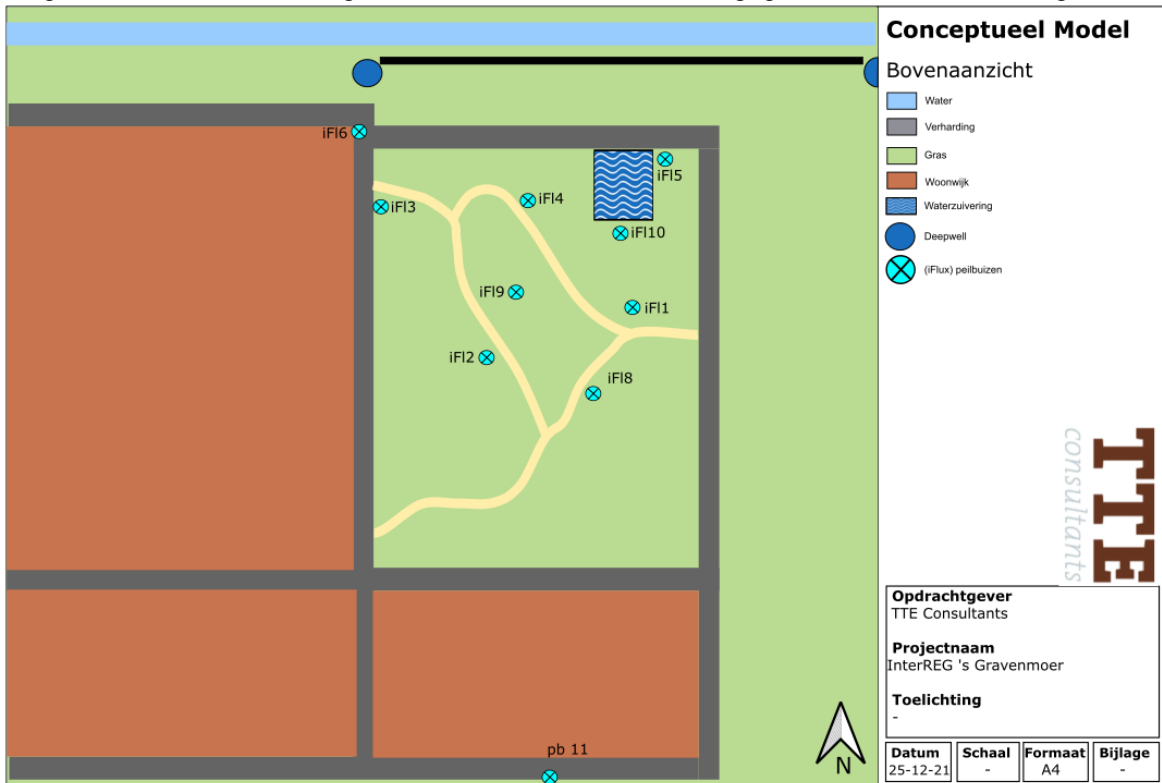 Conceptueel Model
Bovenaanzicht
Water
Verharding
Gras
Woonwijk
Waterzuivering
Deepwell
(iFlux) peilbuizen
iFl6
iFl5
iFl3
iFl4
iFl10
iFl9
iFl1
iFl2
iFl8
pb 11
N
TTE
consultants
Opdrachtgever
TTE Consultants
Projectnaam
InterREG 's Gravenmoer
Toelichting
-
Datum Schaal Formaat Bijlage
25-12-21 - A4 -